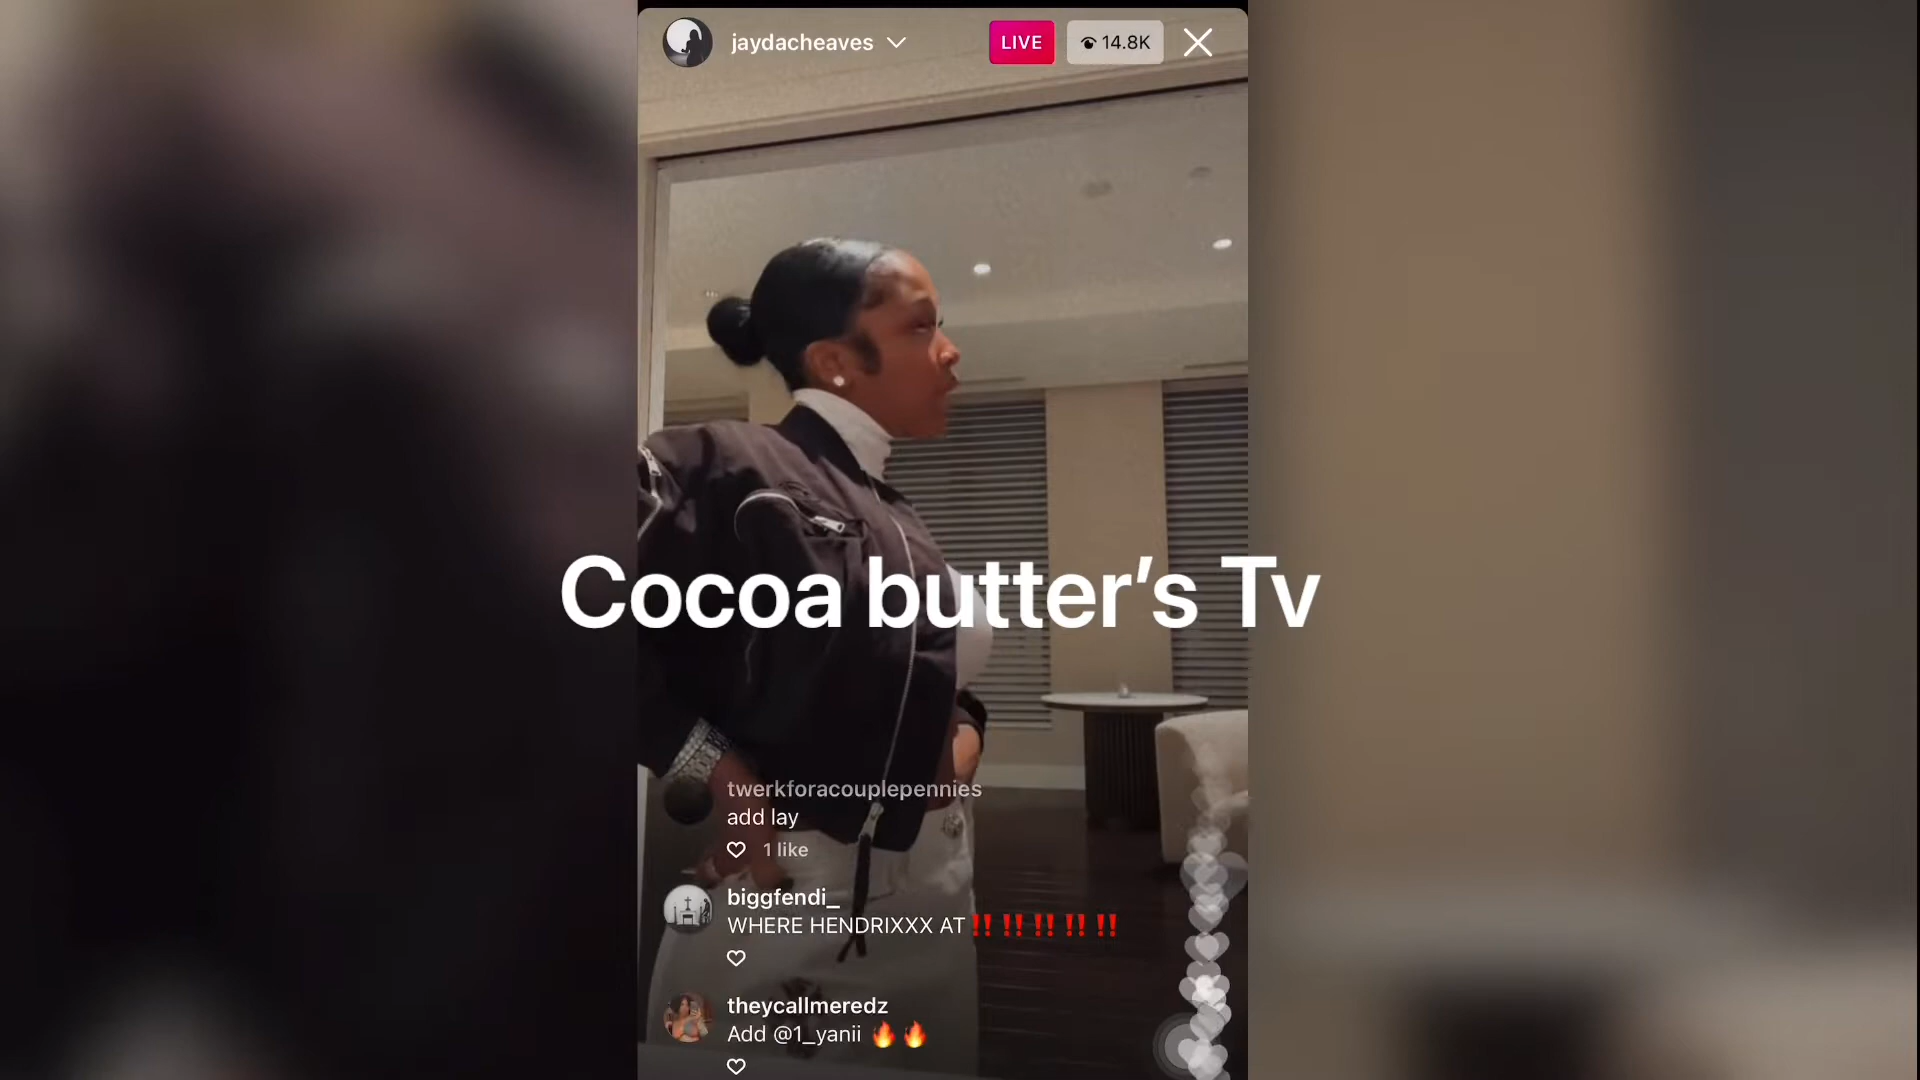 jaydacheaves
LIVE
14.8K
Cocoa butter’s Tv
twerkforacouplepennies
add lay
1 like
biggfendi_
WHERE HENDRIXXX AT‼️‼️‼️‼️‼️
theycallmeredz
Add @1_yanii 🔥🔥